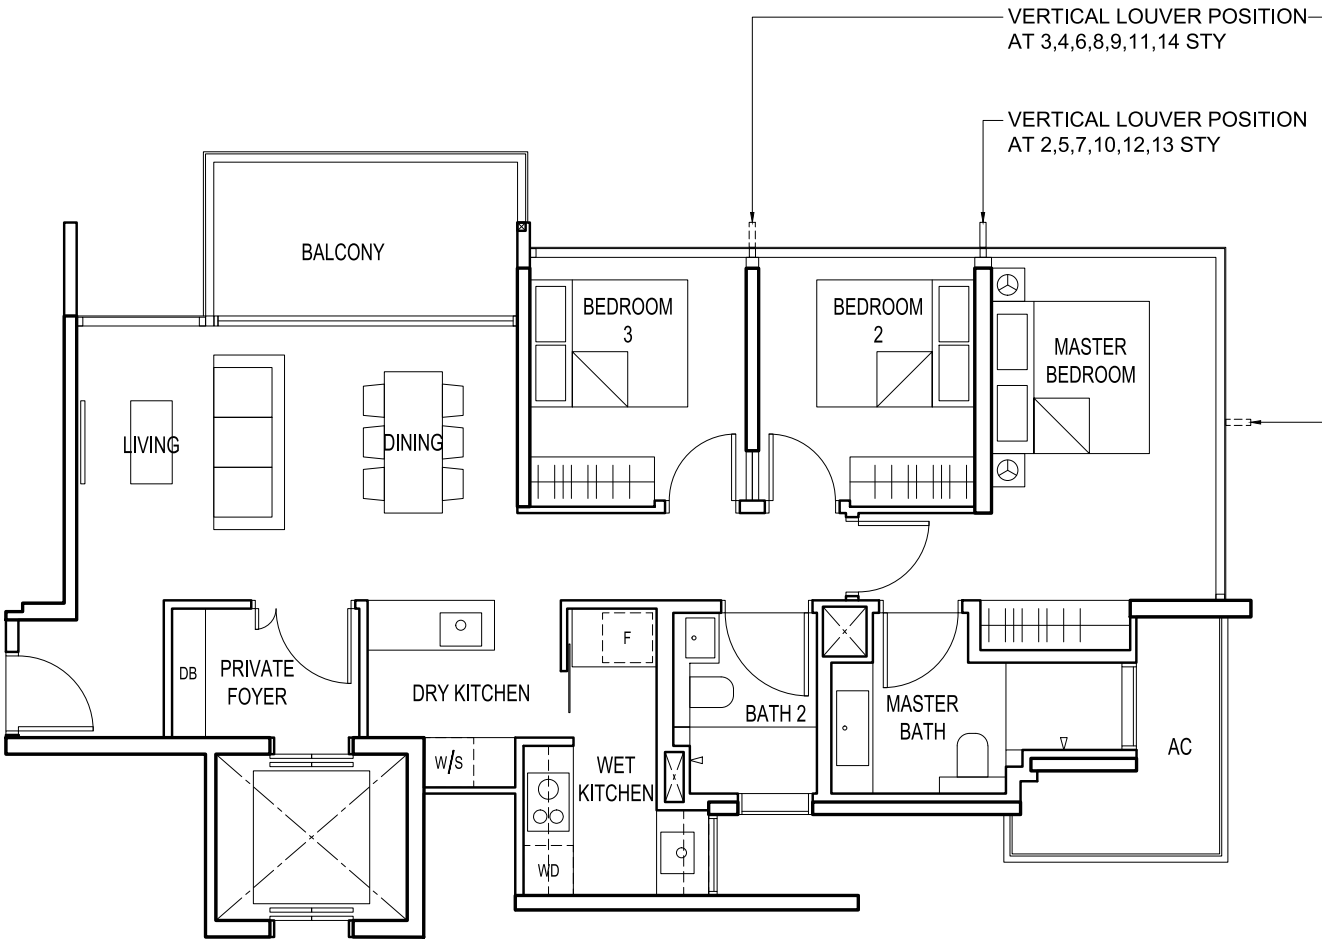 VERTICAL LOUVER POSITION
AT 3,4,6,8,9,11,14 STY
VERTICAL LOUVER POSITION
AT 2,5,7,10,12,13 STY
BALCONY
BEDROOM
3
BEDROOM
2
MASTER
BEDROOM
LIVING
DINING
DB
PRIVATE
FOYER
DRY KITCHEN
F
BATH 2
MASTER
BATH
AC
W/S
WET
KITCHEN
WD